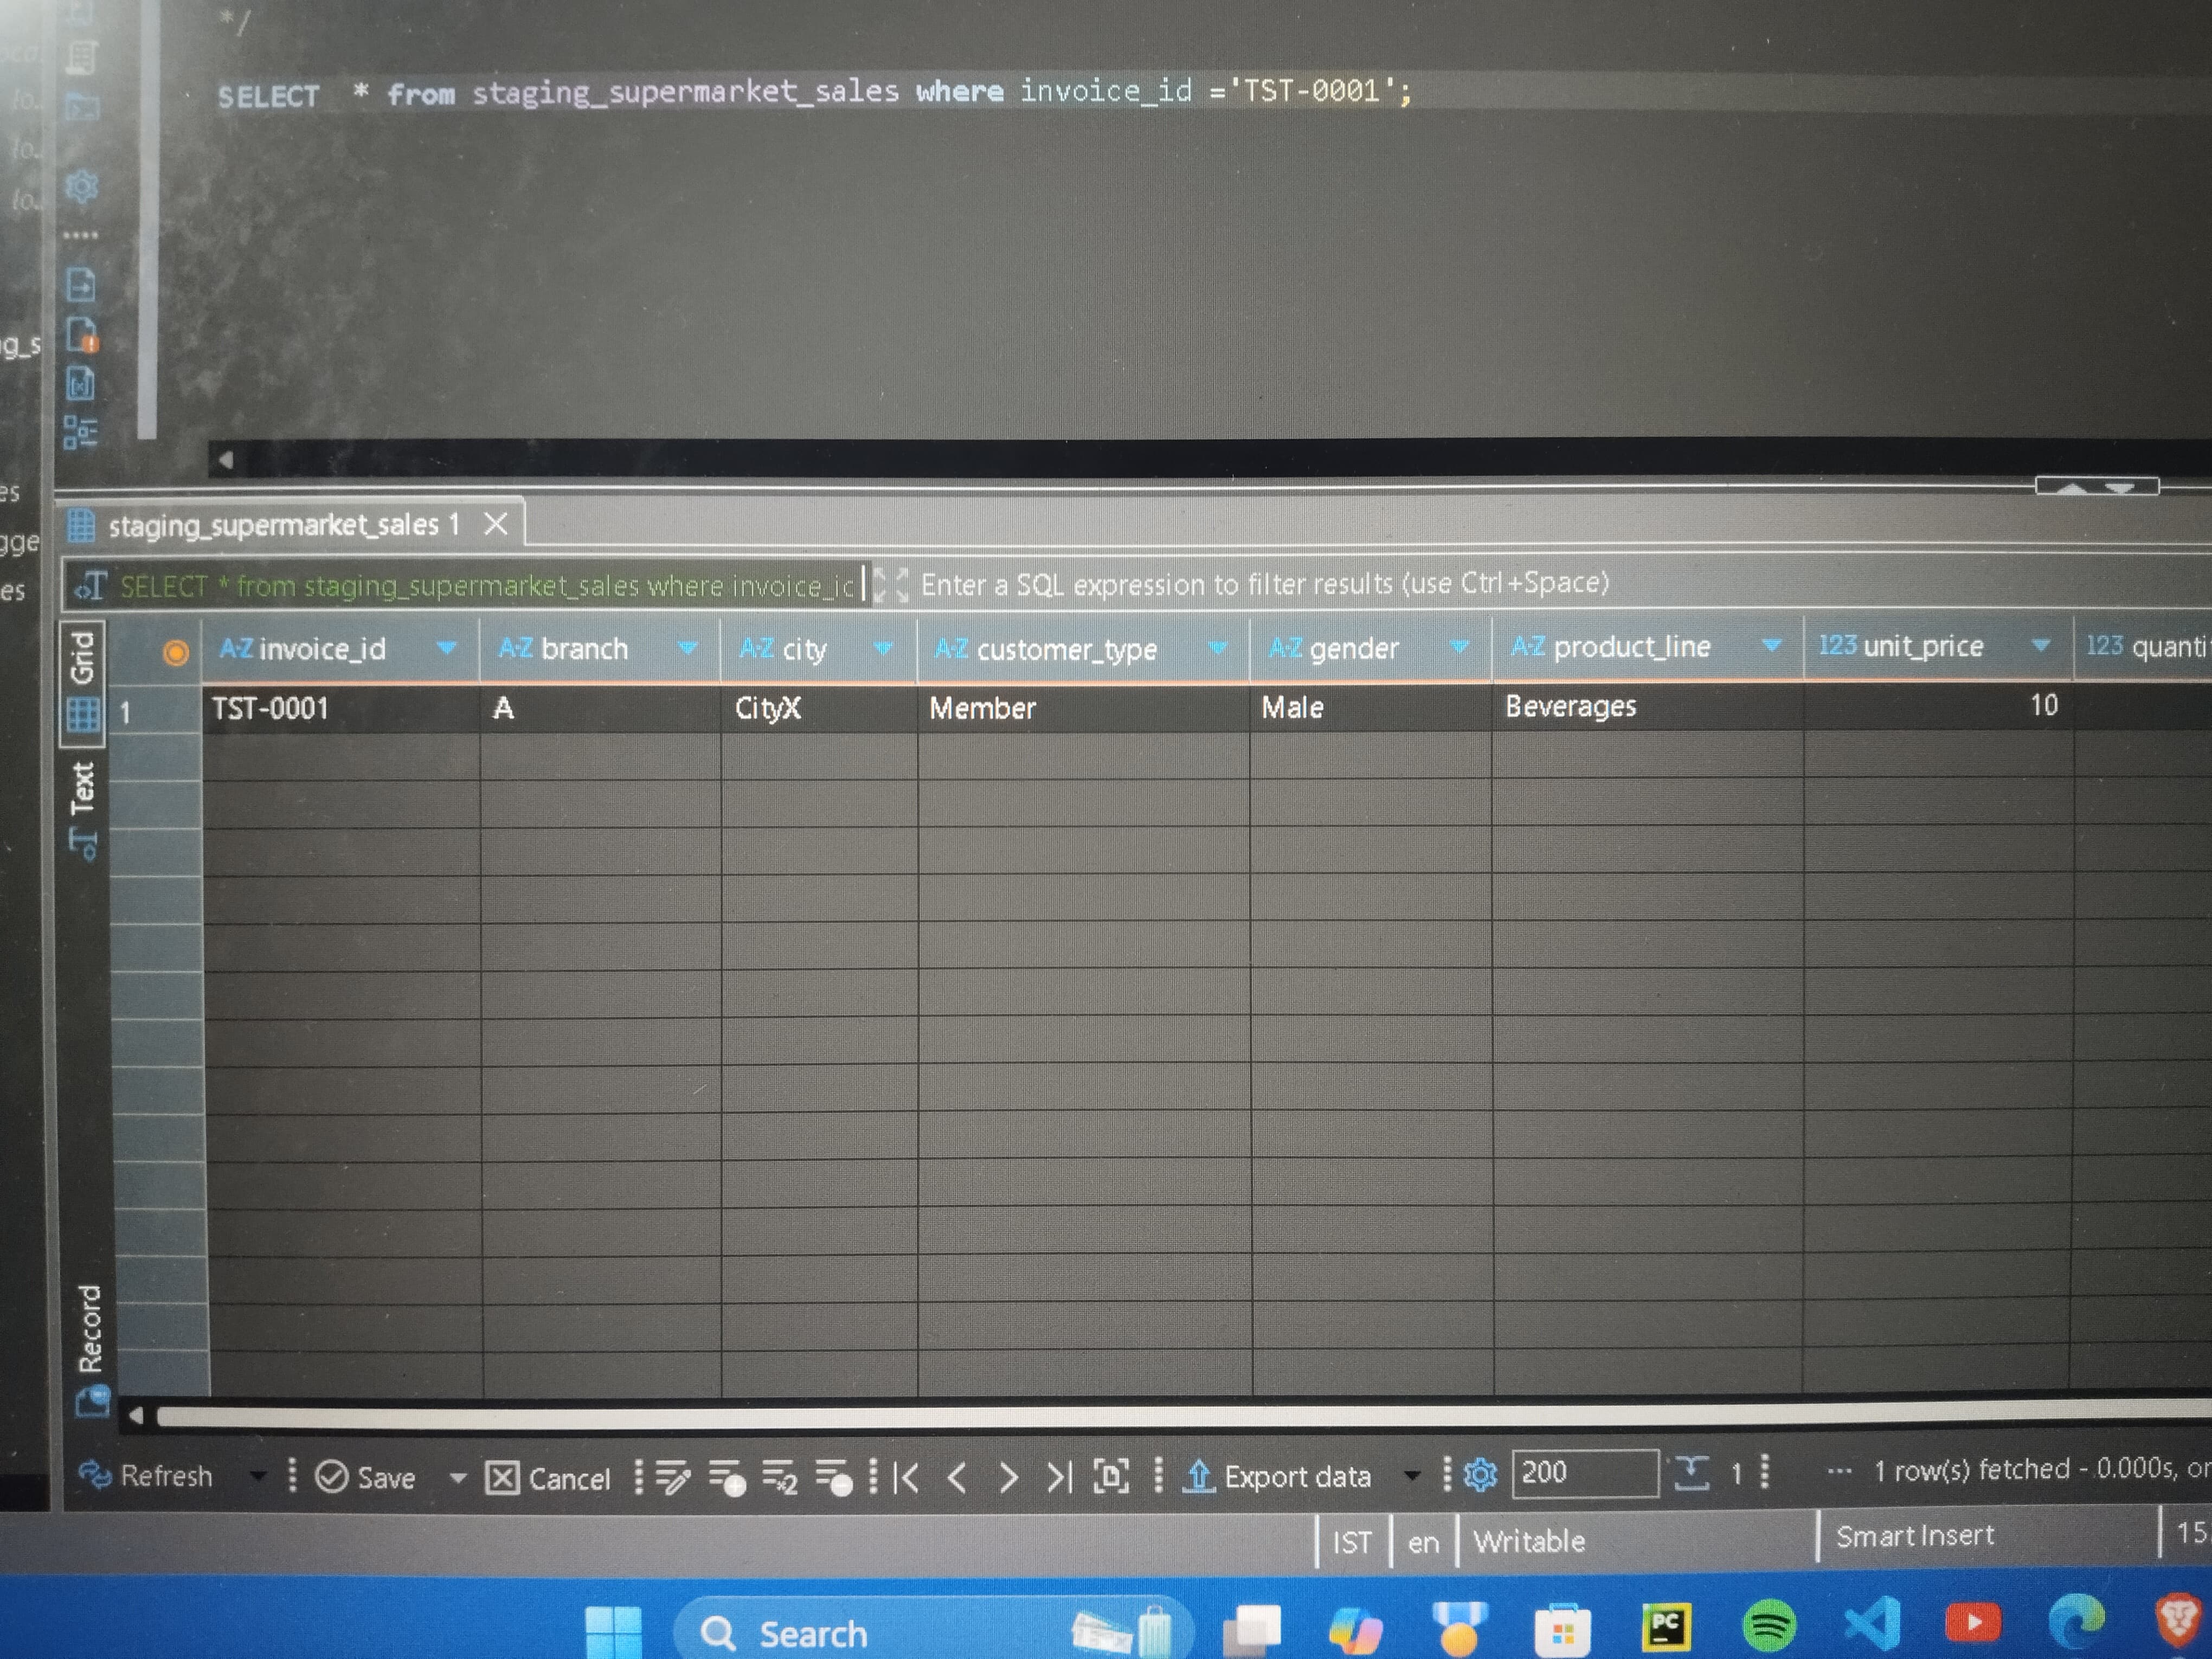 */
SELECT * from staging_supermarket_sales where invoice_id ='TST-0001';
staging_supermarket_sales 1
SELECT * from staging_supermarket_sales where invoice_ic
Enter a SQL expression to filter results (use Ctrl+Space)
Grid
Text
Record
A-Z invoice_id A-Z branch A-Z city A-Z customer_type A-Z gender A-Z product_line 123 unit_price 123 quanti
1 TST-0001 A CityX Member Male Beverages 10
Refresh Save Cancel Export data 200 1 ... 1 row(s) fetched - 0.000s, or
IST en Writable Smart Insert 15
Search
PC